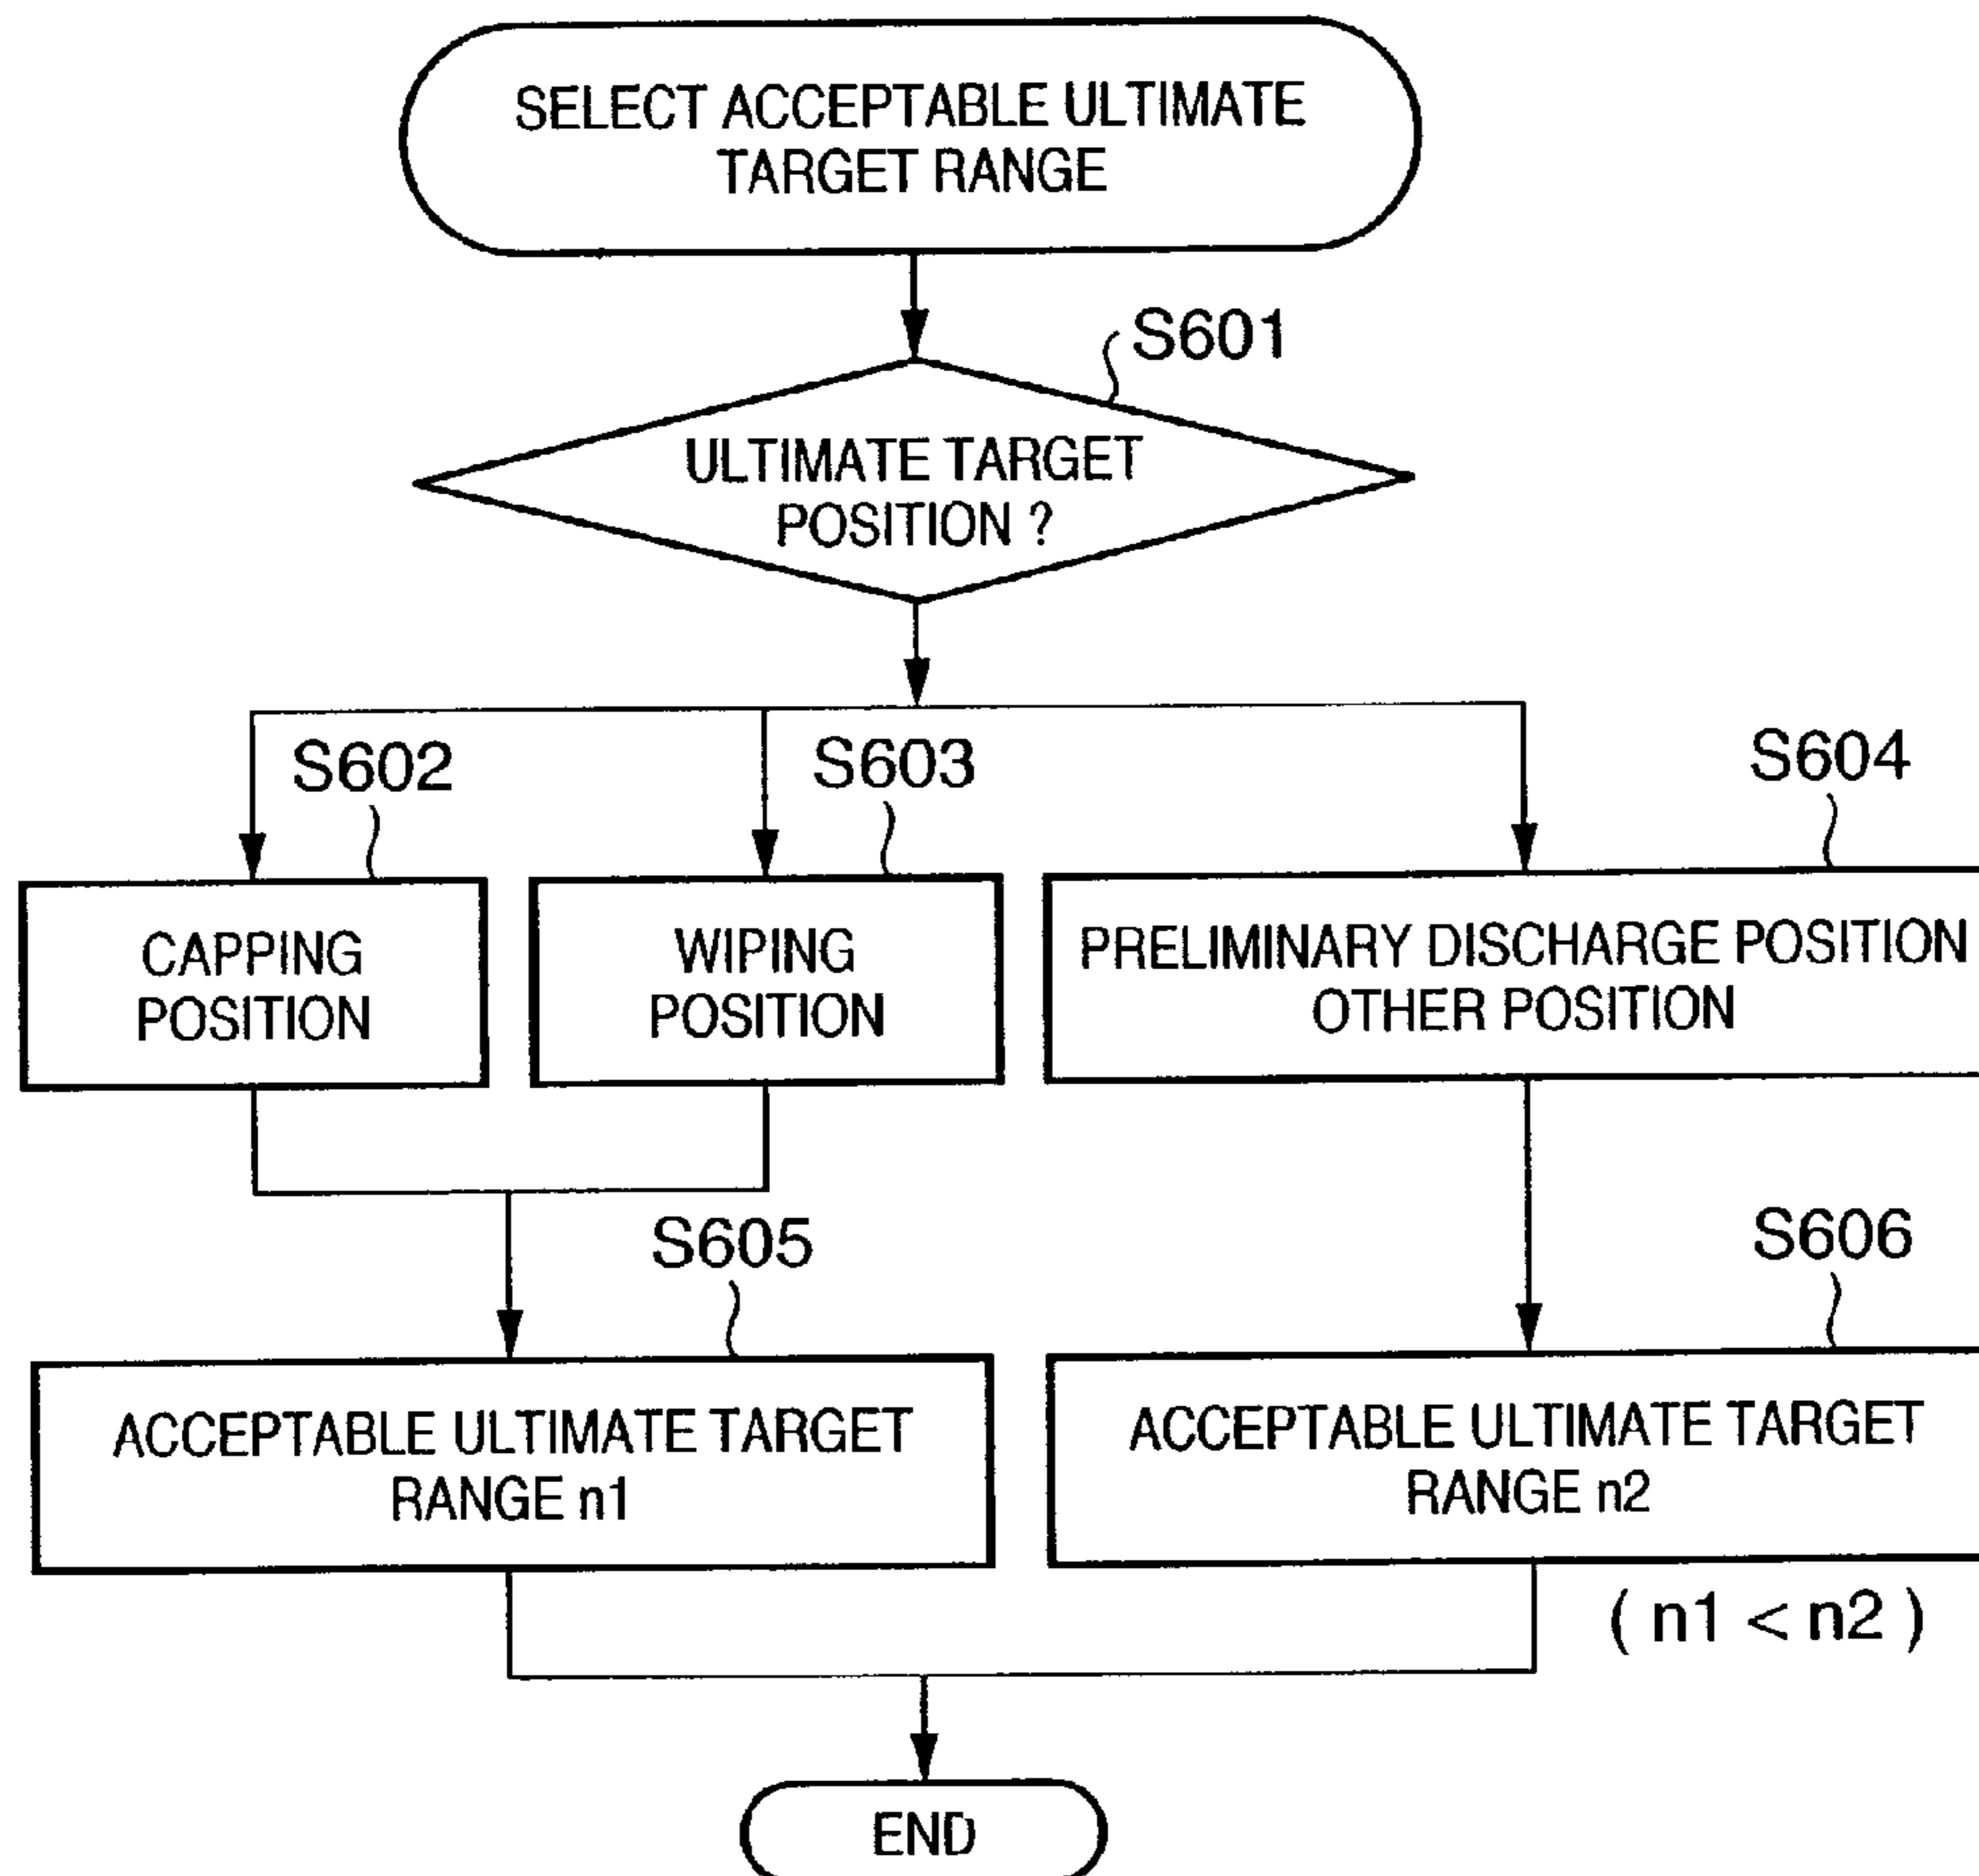 SELECT ACCEPTABLE ULTIMATE
TARGET RANGE
S601
ULTIMATE TARGET
POSITION ?
S602
S603
S604
CAPPING
POSITION
WIPING
POSITION
PRELIMINARY DISCHARGE POSITION
OTHER POSITION
S605
S606
ACCEPTABLE ULTIMATE TARGET
RANGE n1
ACCEPTABLE ULTIMATE TARGET
RANGE n2
( n1 < n2 )
END